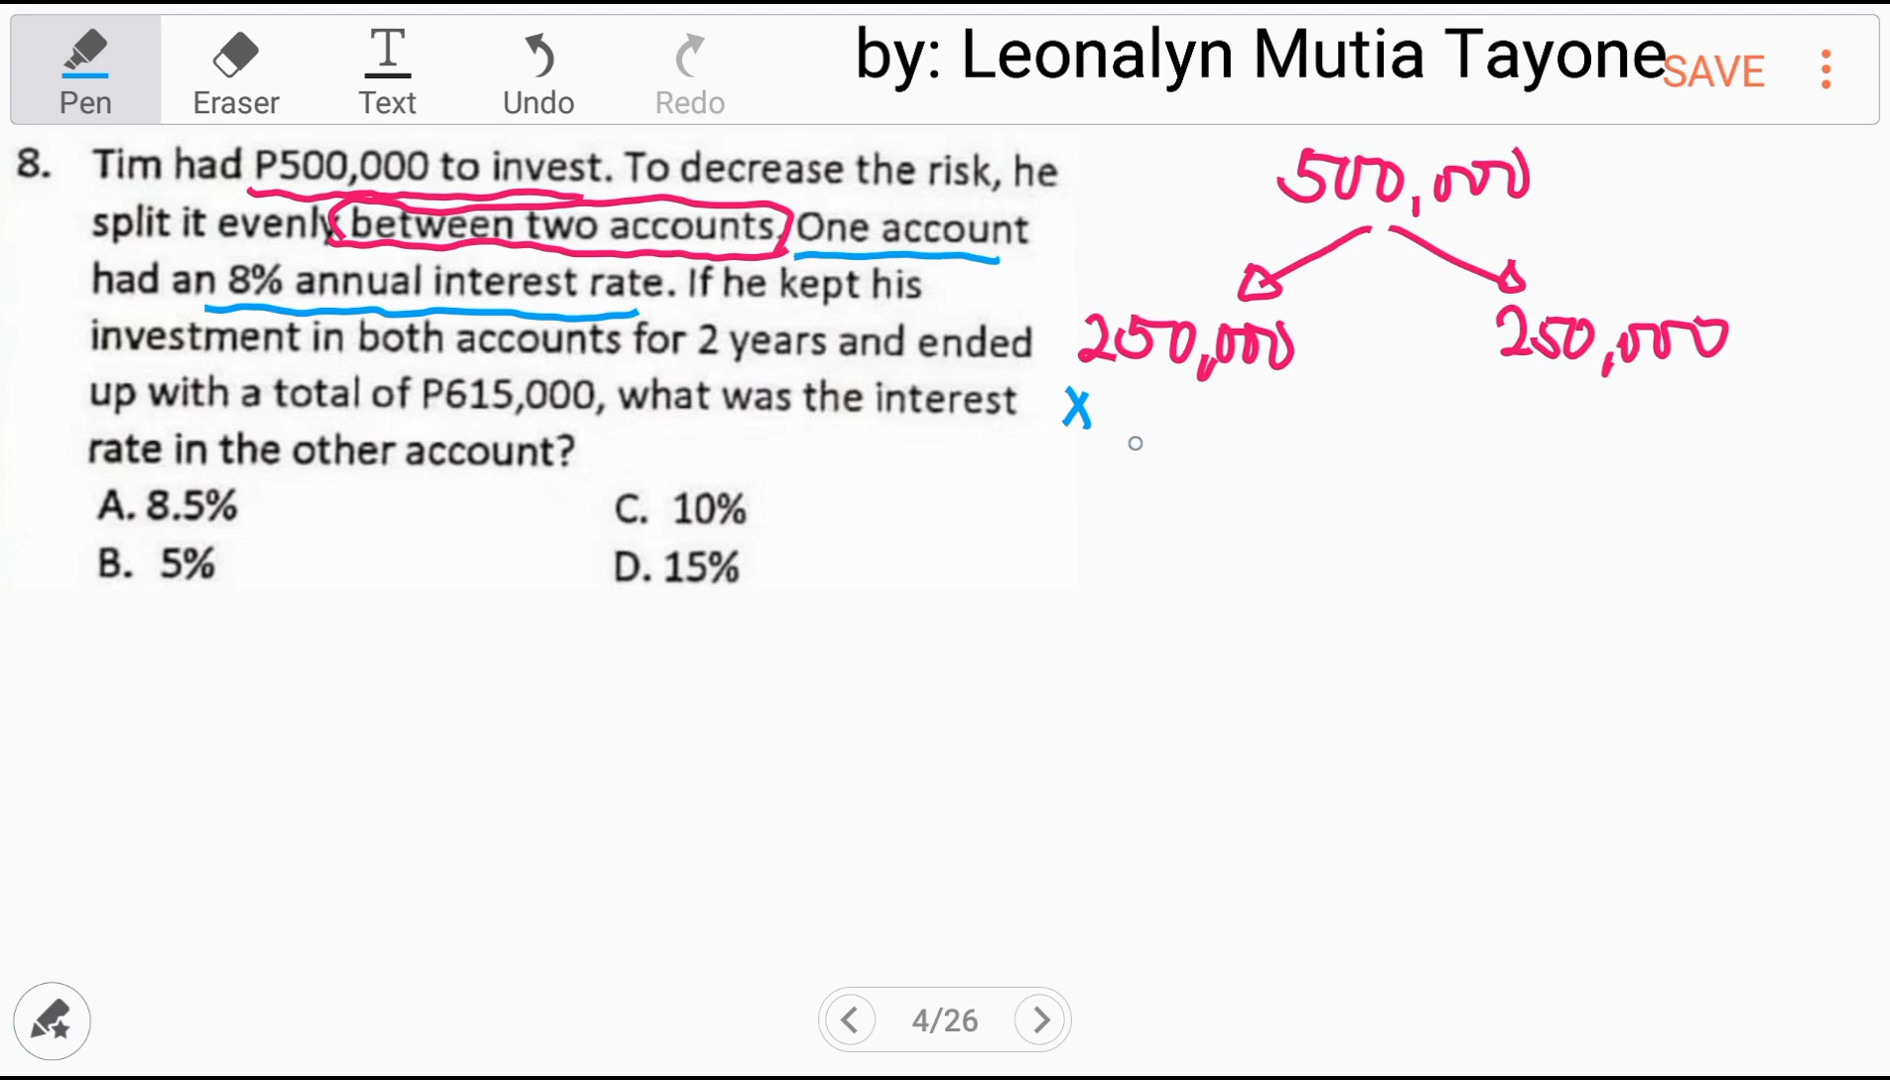 Pen
Eraser
T
Text
Undo
Redo
by: Leonalyn Mutia Tayone
SAVE
8. Tim had P500,000 to invest. To decrease the risk, he
split it evenly between two accounts. One account
had an 8% annual interest rate. If he kept his
investment in both accounts for 2 years and ended
up with a total of P615,000, what was the interest
rate in the other account?
A. 8.5%
C. 10%
B. 5%
D. 15%
500,000
250,000
250,000
x
4/26